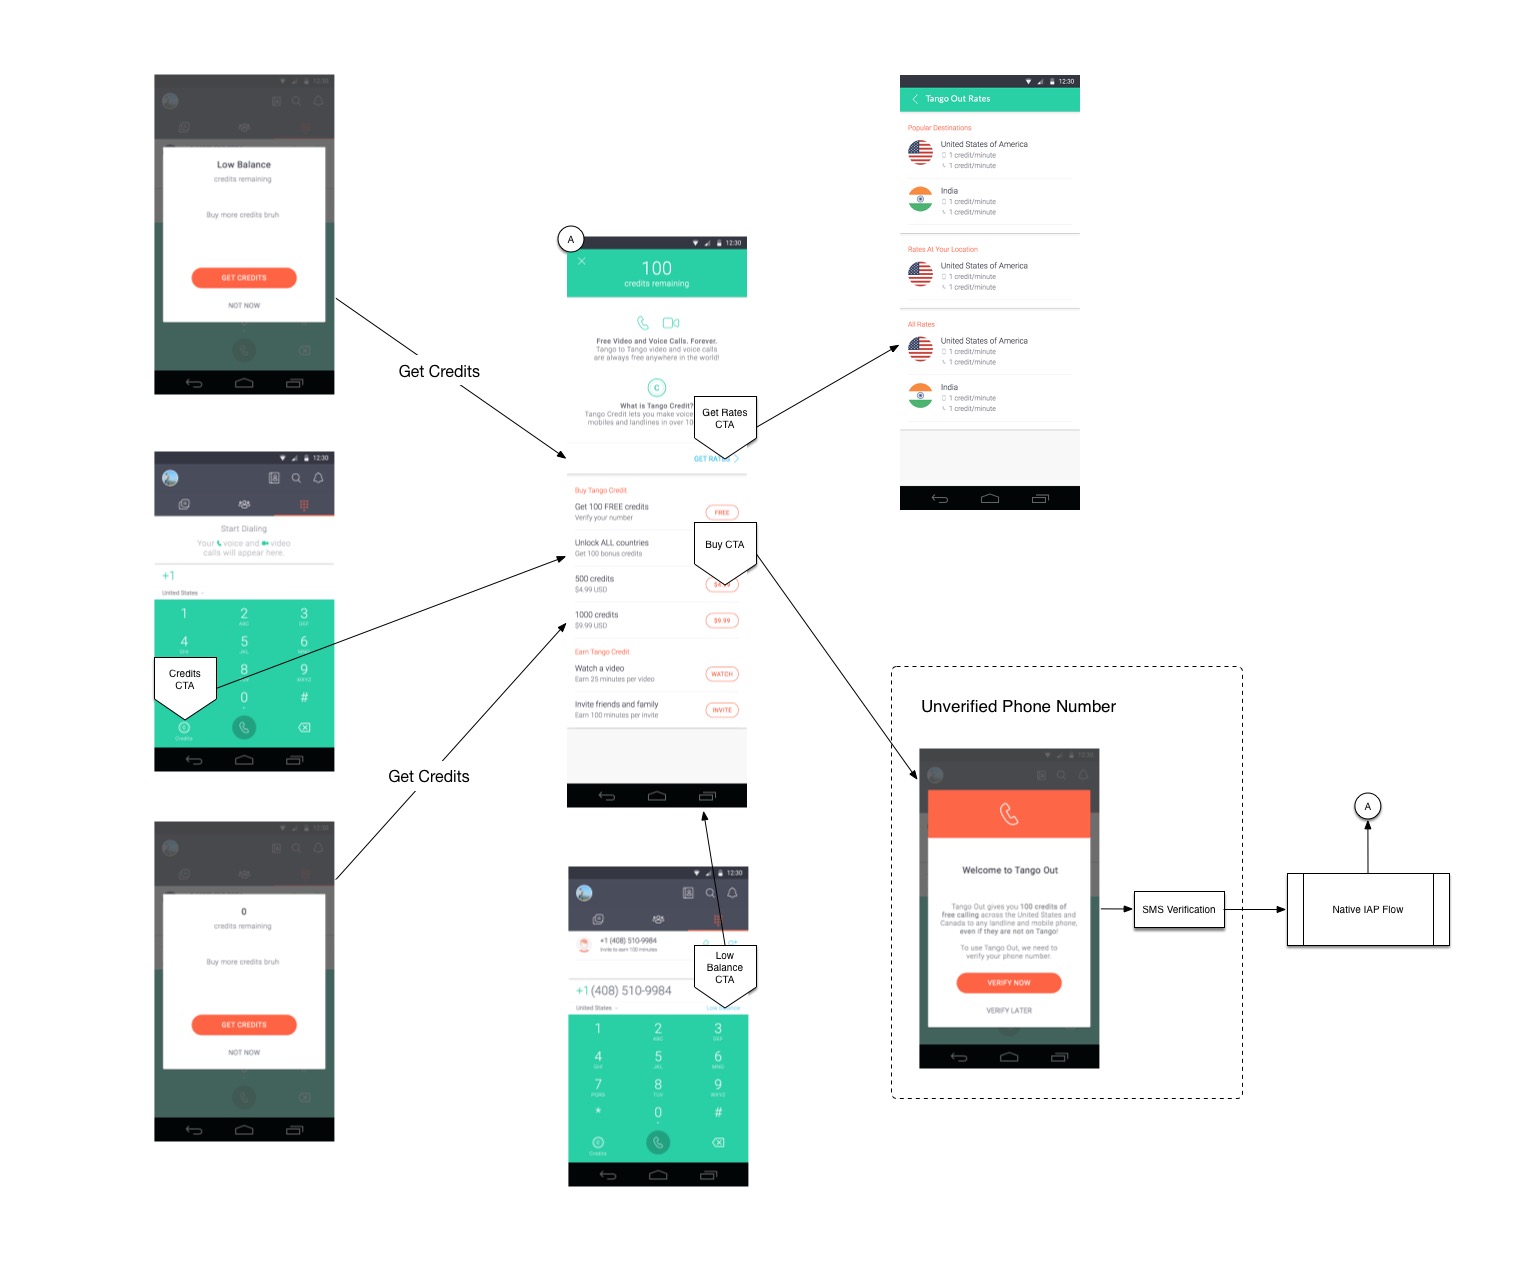 12:30
Low Balance
credits remaining
Buy more credits bruh
GET CREDITS
NOT NOW
Get Credits
12:30
Start Dialing
Your voice and video
calls will appear here.
+1
United States
1 2 3
ABC DEF
4 5 6
GHI JKL
8 9
WXYZ
0 #
Credits
CTA
Credits
Get Credits
12:30
0
credits remaining
Buy more credits bruh
GET CREDITS
NOT NOW
A
12:30
100
credits remaining
Free Video and Voice Calls. Forever.
Tango to Tango video and voice calls
are always free anywhere in the world!
C
What is Tango Credit?
Tango Credit lets you make voice
mobiles and landlines in over 10
Get Rates
CTA
GET RATES
Buy Tango Credit
Get 100 FREE credits
Verify your number
FREE
Unlock ALL countries
Get 100 bonus credits
Buy CTA
500 credits
$4.99 USD
1000 credits
$9.99 USD
$9.99
Earn Tango Credit
Watch a video
Earn 25 minutes per video
WATCH
Invite friends and family
Earn 100 minutes per invite
INVITE
12:30
+1 (408) 510-9984
Invite to earn 100 minutes
Low
Balance
CTA
+1 (408) 510-9984
United States
1 2 3
ABC DEF
4 5 6
GHI JKL MNO
7 8 9
PQRS TUV WXYZ
* 0 #
+
Credits
12:30
Tango Out Rates
Popular Destinations
United States of America
1 credit/minute
1 credit/minute
India
1 credit/minute
1 credit/minute
Rates At Your Location
United States of America
1 credit/minute
1 credit/minute
All Rates
United States of America
1 credit/minute
1 credit/minute
India
1 credit/minute
1 credit/minute
Unverified Phone Number
12:30
Welcome to Tango Out
Tango Out gives you 100 credits of
free calling across the United States and
Canada to any landline and mobile phone,
even if they are not on Tango!
To use Tango Out, we need to
verify your phone number.
VERIFY NOW
VERIFY LATER
SMS Verification
Native IAP Flow
A